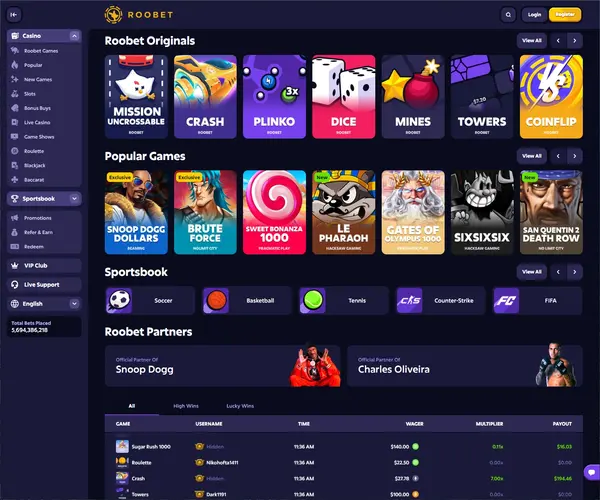 ROOBET
Login
Register
Casino
Roobet Games
Popular
New Games
Slots
Bonus Buys
Live Casino
Game Shows
Roulette
Blackjack
Baccarat
Sportsbook
Promotions
Refer & Earn
Redeem
VIP Club
Live Support
English
Total Bets Placed
5,694,386,218
Roobet Originals
View All
MISSION
UNCROSSABLE
ROOBET
CRASH
ROOBET
3x
PLINKO
ROOBET
DICE
ROOBET
MINES
ROOBET
£7.20
TOWERS
ROOBET
COINFLIP
ROOBET
Popular Games
View All
Exclusive
SNOOP DOGG
DOLLARS
BGAMING
Exclusive
BRUTE
FORCE
NOLIMIT CITY
SWEET BONANZA
1000
PRAGMATIC PLAY
New
LE
PHARAOH
HACKSAW GAMING
GATES OF
OLYMPUS 1000
PRAGMATIC PLAY
SIXSIXSIX
HACKSAW GAMING
New
SAN QUENTIN 2
DEATH ROW
NO LIMIT CITY
Sportsbook
View All
Soccer
Basketball
Tennis
CS
Counter-Strike
FC
FIFA
Roobet Partners
Official Partner Of
Snoop Dogg
Official Partner Of
Charles Oliveira
All High Wins Lucky Wins
GAME USERNAME TIME WAGER MULTIPLIER PAYOUT
Sugar Rush 1000 Hidden 11:36 AM $140.00 0.11x $16.03
Roulette Nikohoftar1411 11:36 AM $22.50 0.00x $0.00
Crash Hidden 11:36 AM $27.78 7.00x $194.46
Towers Dark1191 11:36 AM $100.00 0.00x $0.00